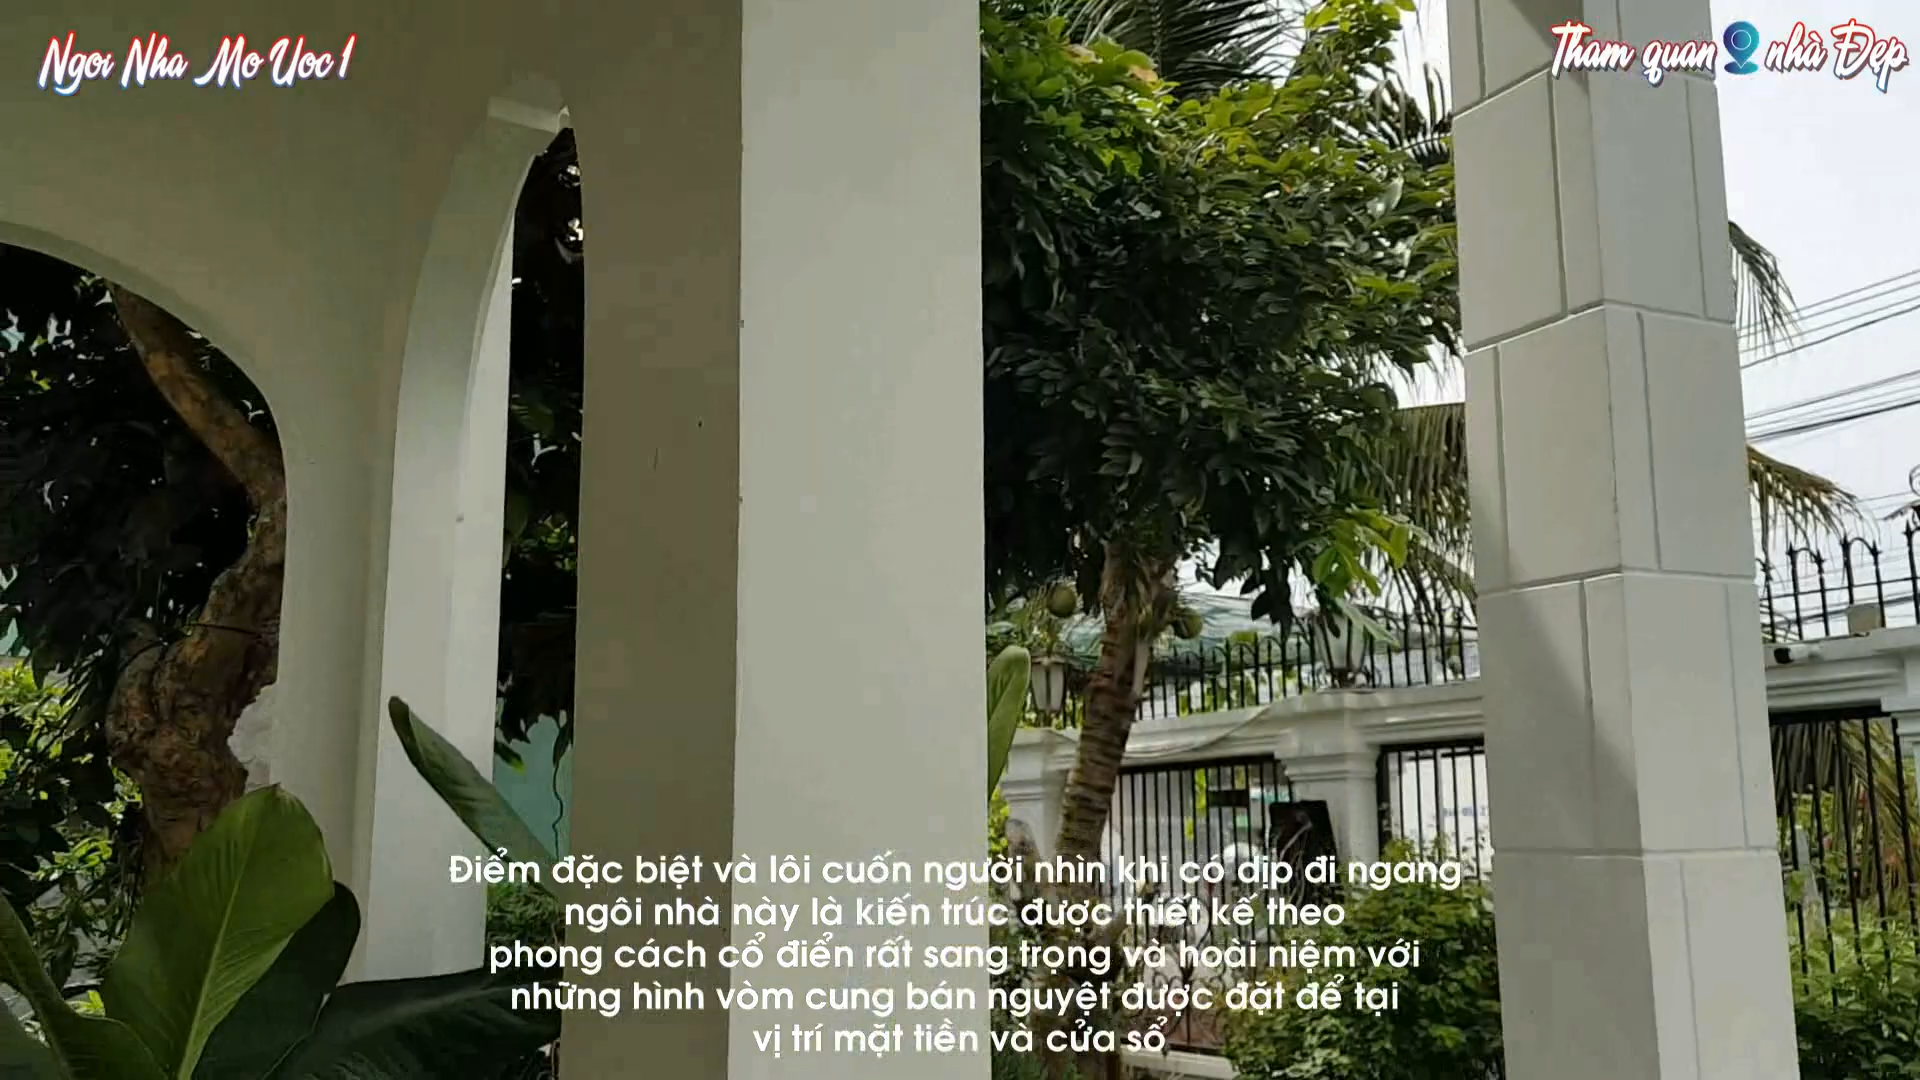 Ngoi Nha Mo Uoc 1
Tham quan nhà Đẹp
Điểm đặc biệt và lôi cuốn người nhìn khi có dịp đi ngang
ngôi nhà này là kiến trúc được thiết kế theo
phong cách cổ điển rất sang trọng và hoài niệm với
những hình vòm cung bán nguyệt được đặt để tại
vị trí mặt tiền và cửa sổ